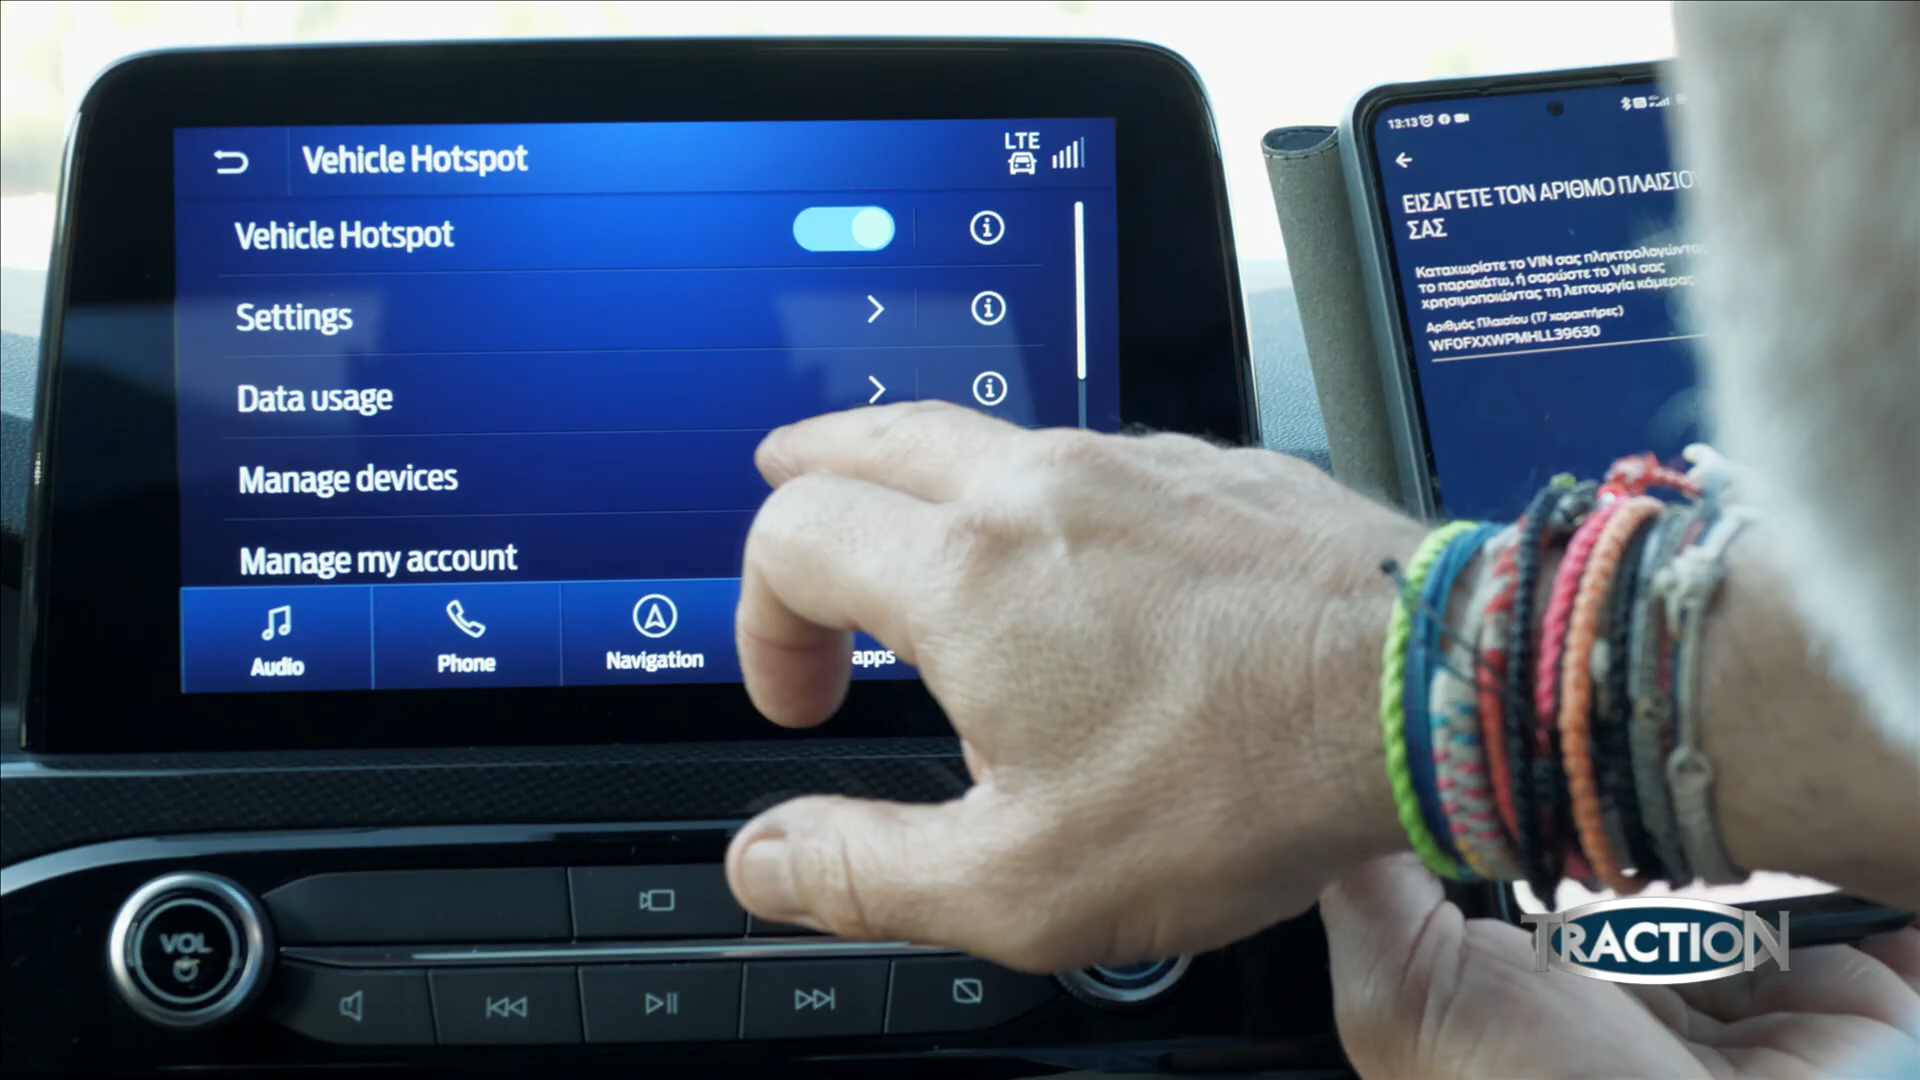 Vehicle Hotspot
LTE
Vehicle Hotspot
Settings
Data usage
Manage devices
Manage my account
Audio
Phone
Navigation
apps
VOL
13:13
ΕΙΣΑΓΕΤΕ ΤΟΝ ΑΡΙΘΜΟ ΠΛΑΙΣΙΟΥ
ΣΑΣ
Καταχωρίστε το VIN σας πληκτρολογώντας
το παρακάτω, ή σαρώστε το VIN σας
χρησιμοποιώντας τη λειτουργία κάμερας
Αριθμός Πλαισίου (17 χαρακτήρες)
WF0FXXWPMHLL39630
TRACTION